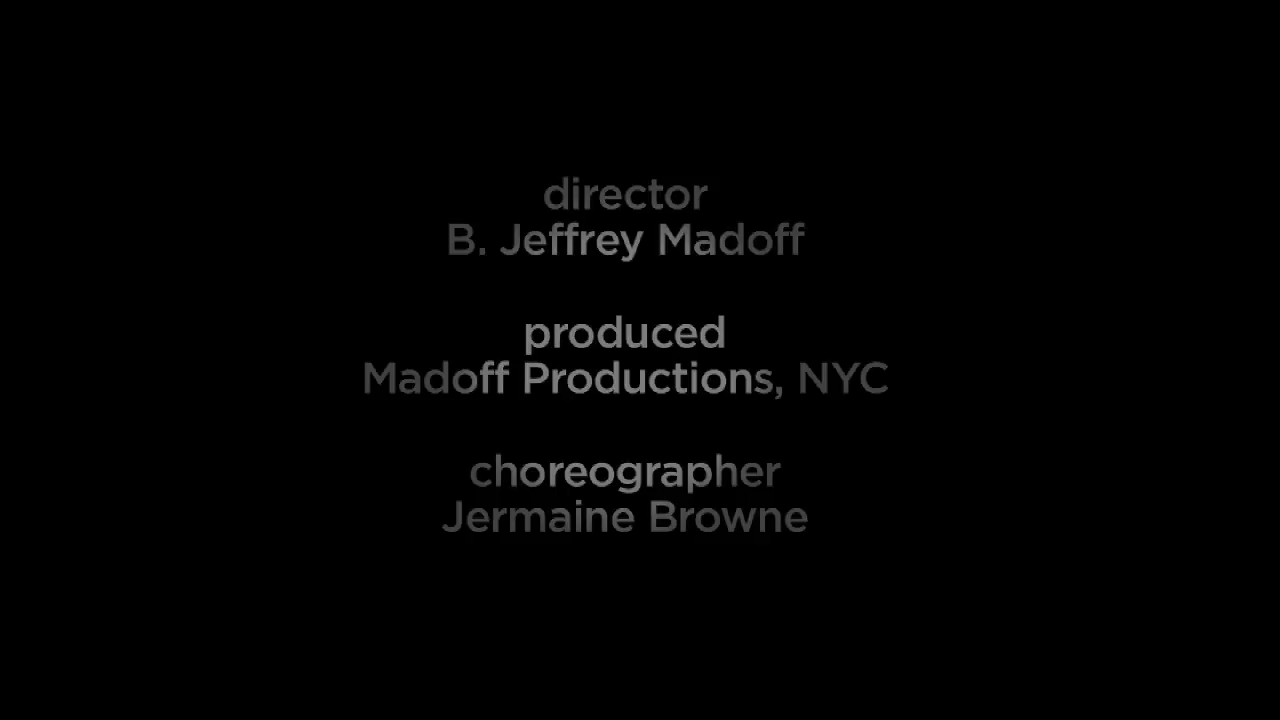 director
B. Jeffrey Madoff
produced
Madoff Productions, NYC
choreographer
Jermaine Browne